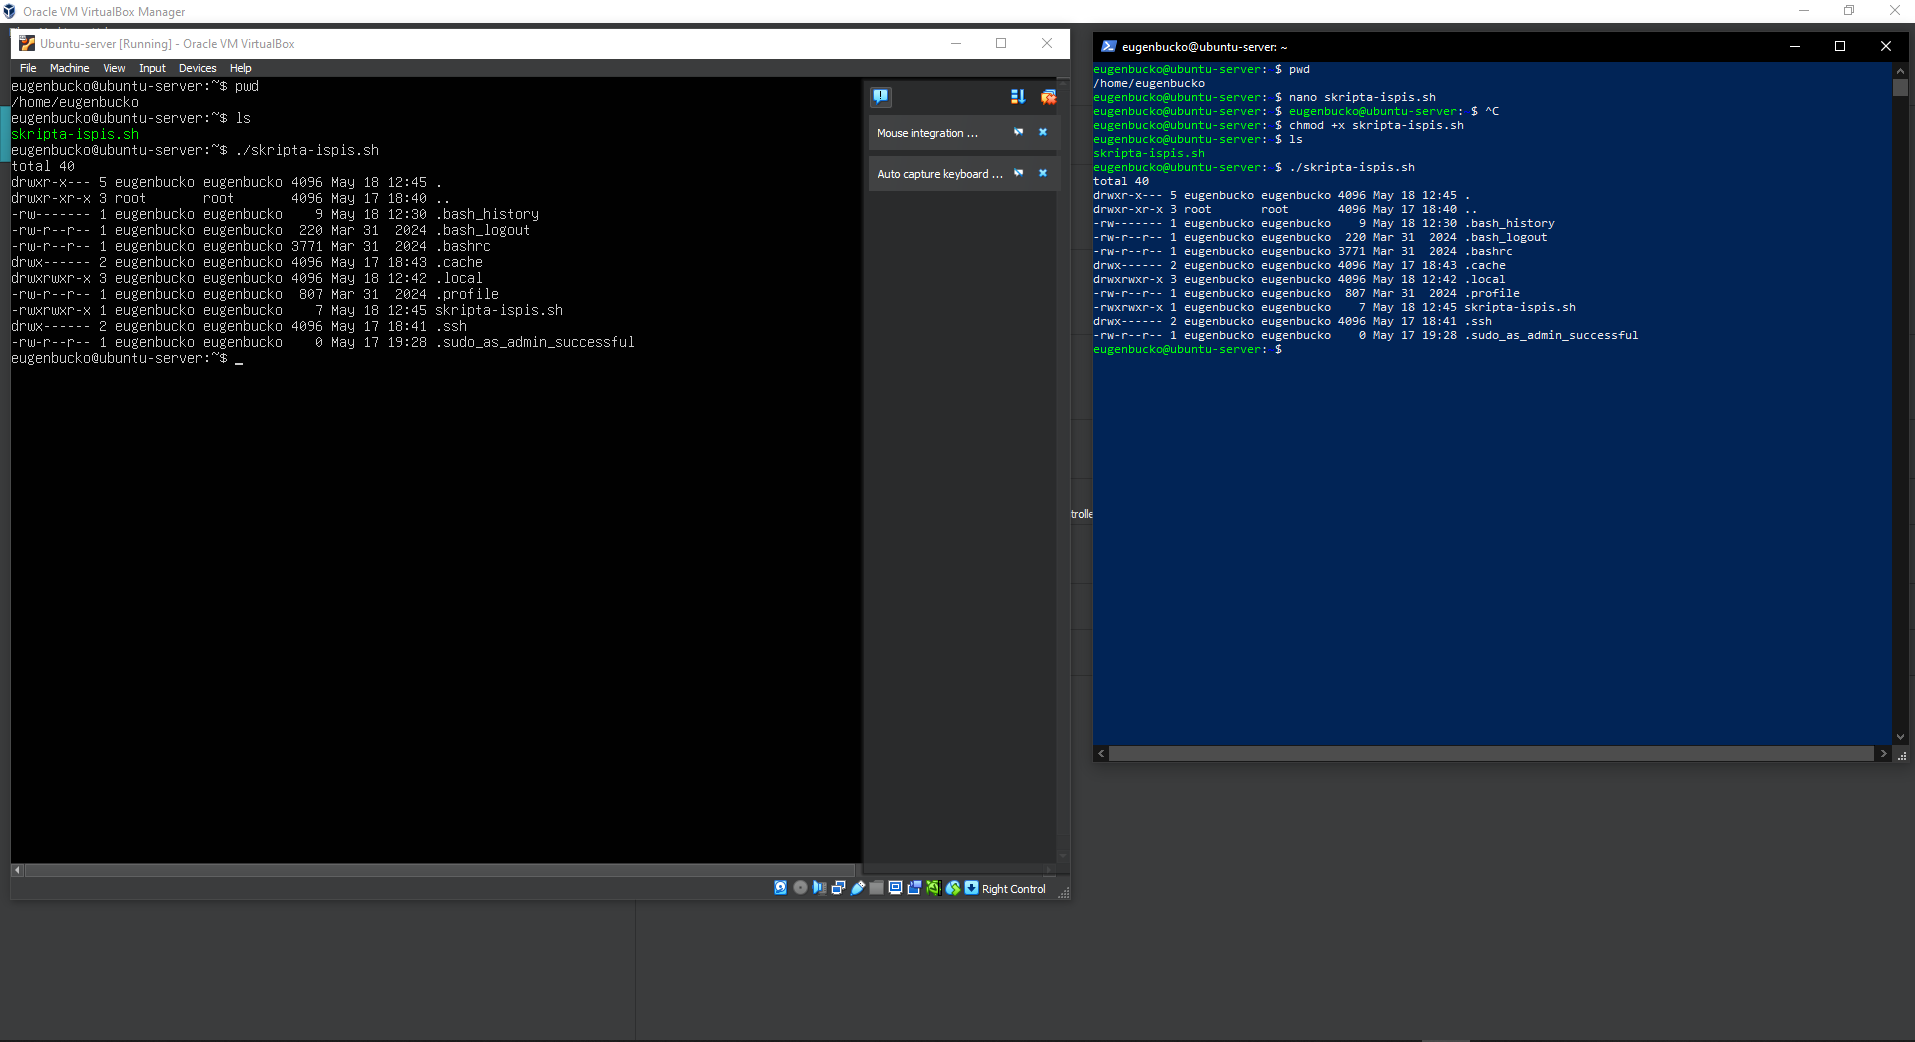 Oracle VM VirtualBox Manager
Ubuntu-server [Running] - Oracle VM VirtualBox
File Machine View Input Devices Help
eugenbucko@ubuntu-server:~$ pwd
/home/eugenbucko
eugenbucko@ubuntu-server:~$ ls
skripta-ispis.sh
eugenbucko@ubuntu-server:~$ ./skripta-ispis.sh
total 40
drwxr-x--- 5 eugenbucko eugenbucko 4096 May 18 12:45 .
drwxr-xr-x 3 root       root       4096 May 17 18:40 ..
-rw------- 1 eugenbucko eugenbucko    9 May 18 12:30 .bash_history
-rw-r--r-- 1 eugenbucko eugenbucko  220 Mar 31  2024 .bash_logout
-rw-r--r-- 1 eugenbucko eugenbucko 3771 Mar 31  2024 .bashrc
drwx------ 2 eugenbucko eugenbucko 4096 May 17 18:43 .cache
drwxrwxr-x 3 eugenbucko eugenbucko 4096 May 18 12:42 .local
-rw-r--r-- 1 eugenbucko eugenbucko  807 Mar 31  2024 .profile
-rwxrwxr-x 1 eugenbucko eugenbucko    7 May 18 12:45 skripta-ispis.sh
drwx------ 2 eugenbucko eugenbucko 4096 May 17 18:41 .ssh
-rw-r--r-- 1 eugenbucko eugenbucko    0 May 17 19:28 .sudo_as_admin_successful
eugenbucko@ubuntu-server:~$ _
Mouse integration ...
Auto capture keyboard ...
Right Control
trolle
eugenbucko@ubuntu-server: ~
eugenbucko@ubuntu-server: $ pwd
/home/eugenbucko
eugenbucko@ubuntu-server: $ nano skripta-ispis.sh
eugenbucko@ubuntu-server: $ eugenbucko@ubuntu-server: $ ^C
eugenbucko@ubuntu-server: $ chmod +x skripta-ispis.sh
eugenbucko@ubuntu-server: $ ls
skripta-ispis.sh
eugenbucko@ubuntu-server: $ ./skripta-ispis.sh
total 40
drwxr-x--- 5 eugenbucko eugenbucko 4096 May 18 12:45 .
drwxr-xr-x 3 root       root       4096 May 17 18:40 ..
-rw------- 1 eugenbucko eugenbucko    9 May 18 12:30 .bash_history
-rw-r--r-- 1 eugenbucko eugenbucko  220 Mar 31  2024 .bash_logout
-rw-r--r-- 1 eugenbucko eugenbucko 3771 Mar 31  2024 .bashrc
drwx------ 2 eugenbucko eugenbucko 4096 May 17 18:43 .cache
drwxrwxr-x 3 eugenbucko eugenbucko 4096 May 18 12:42 .local
-rw-r--r-- 1 eugenbucko eugenbucko  807 Mar 31  2024 .profile
-rwxrwxr-x 1 eugenbucko eugenbucko    7 May 18 12:45 skripta-ispis.sh
drwx------ 2 eugenbucko eugenbucko 4096 May 17 18:41 .ssh
-rw-r--r-- 1 eugenbucko eugenbucko    0 May 17 19:28 .sudo_as_admin_successful
eugenbucko@ubuntu-server: $